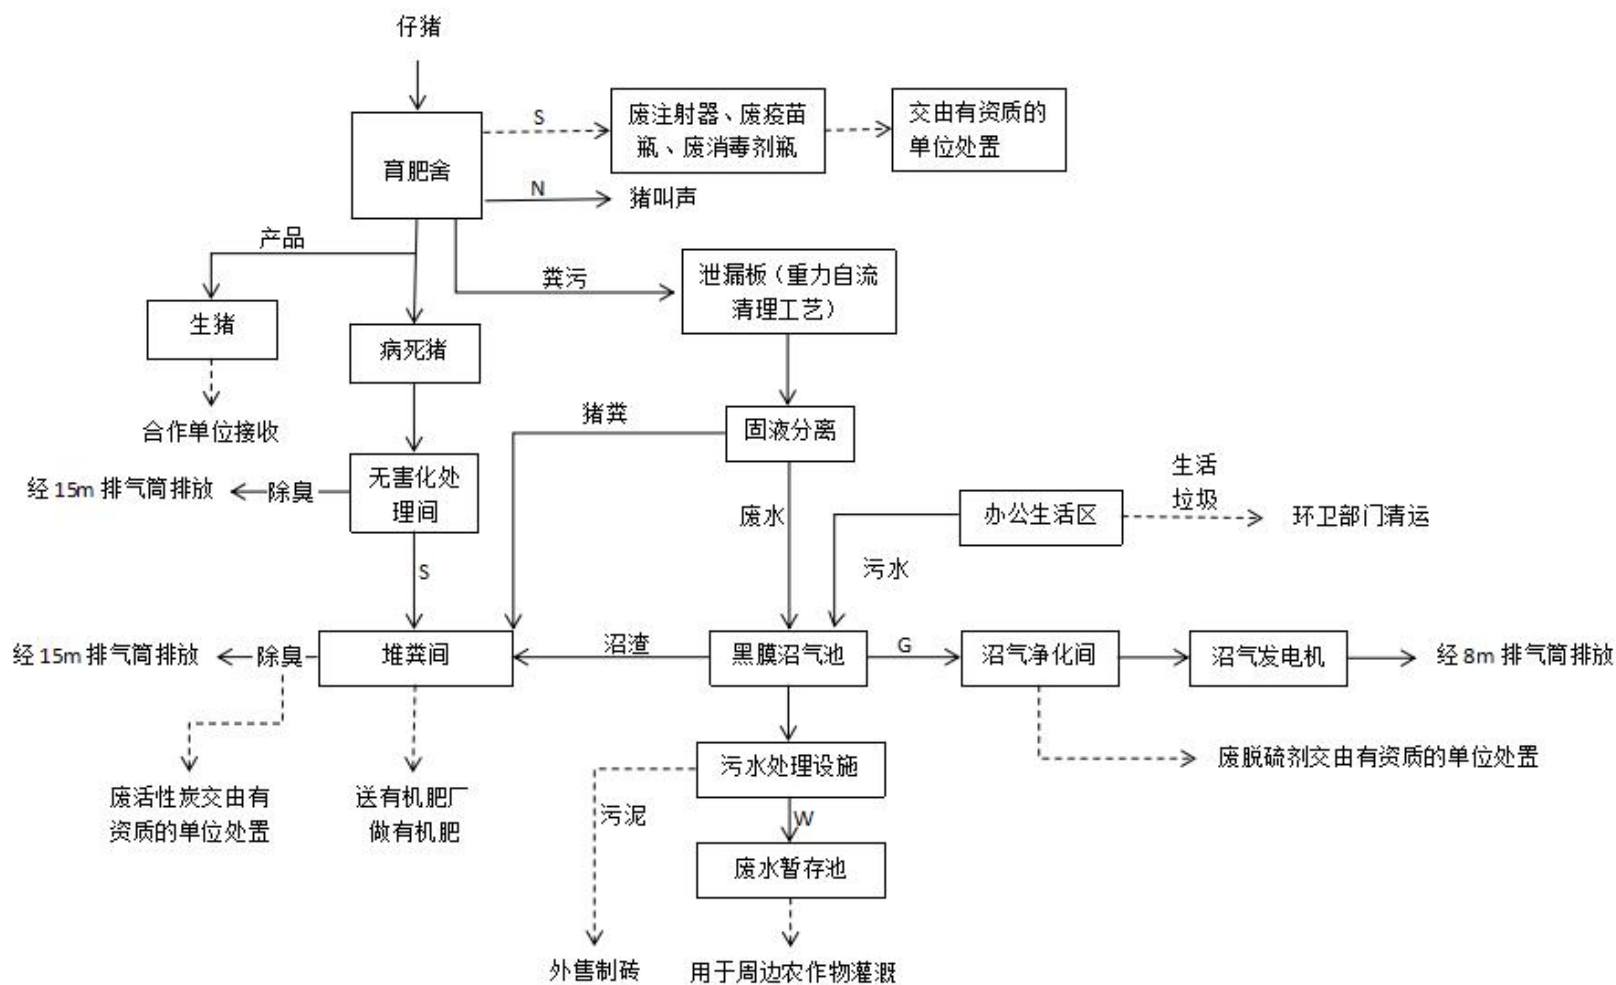 仔猪
育肥舍
S
废注射器、废疫苗
瓶、废消毒剂瓶
交由有资质的
单位处置
N
猪叫声
产品
粪污
泄漏板（重力自流
清理工艺）
生猪
病死猪
合作单位接收
猪粪
固液分离
经15m排气筒排放
除臭
无害化处
理间
废水
办公生活区
生活
垃圾
环卫部门清运
污水
S
经15m排气筒排放
除臭
堆粪间
沼渣
黑膜沼气池
G
沼气净化间
沼气发电机
经8m排气筒排放
污水处理设施
废脱硫剂交由有资质的单位处置
废活性炭交由有
资质的单位处置
送有机肥厂
做有机肥
污泥
W
废水暂存池
外售制砖
用于周边农作物灌溉